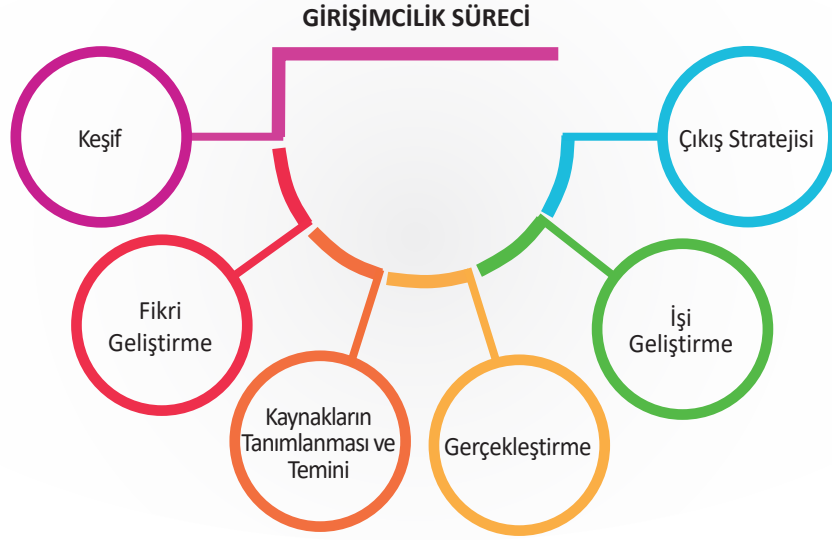 GİRİŞİMCİLİK SÜRECİ
Keşif
Fikri
Geliştirme
Kaynakların
Tanımlanması ve
Temini
Gerçekleştirme
İşi
Geliştirme
Çıkış Stratejisi